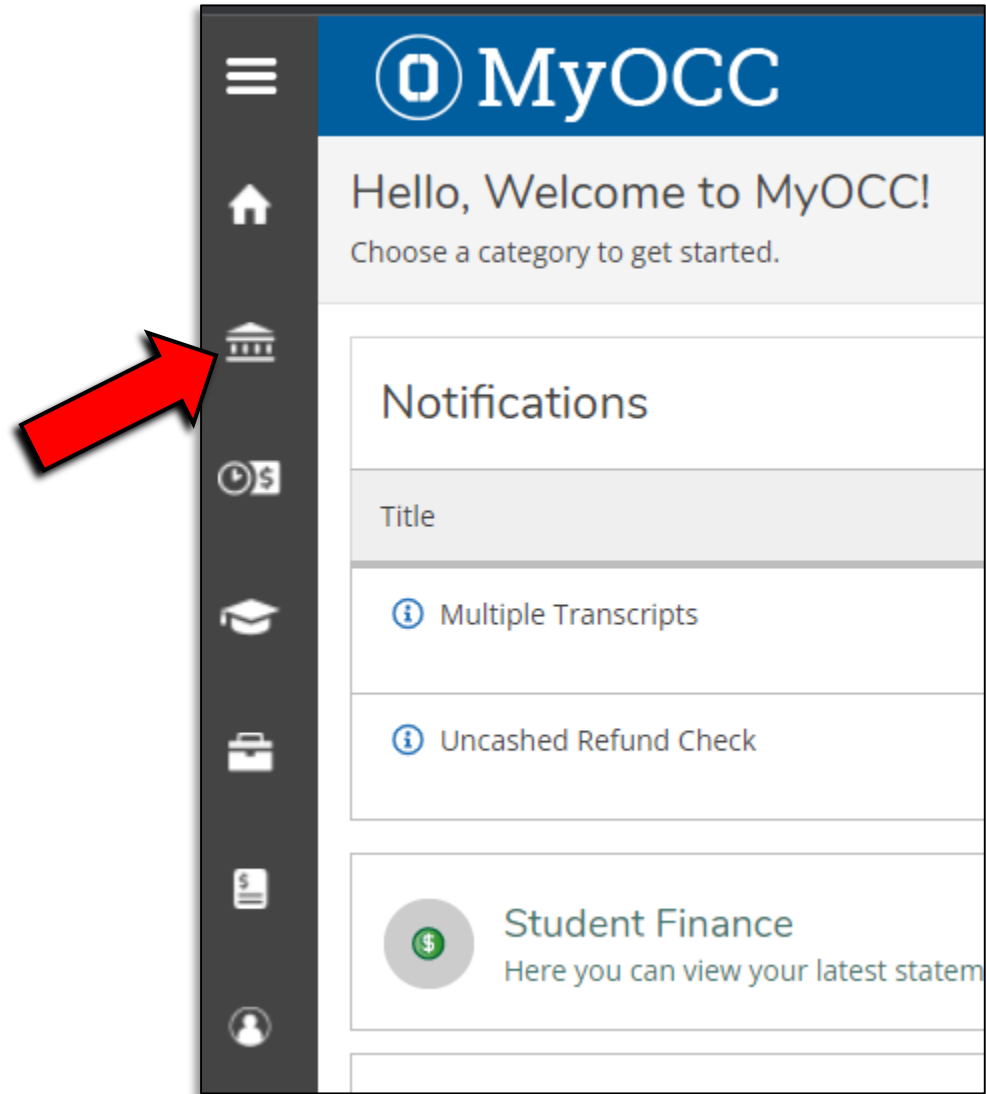 MyOCC
Hello, Welcome to MyOCC!
Choose a category to get started.
Notifications
Title
Multiple Transcripts
Uncashed Refund Check
Student Finance
Here you can view your latest statem